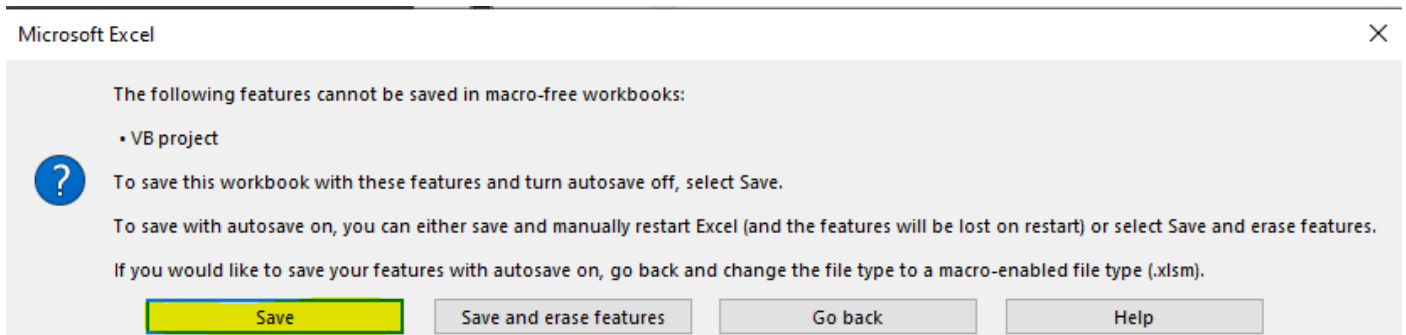 Microsoft Excel
The following features cannot be saved in macro-free workbooks:
• VB project
?
To save this workbook with these features and turn autosave off, select Save.
To save with autosave on, you can either save and manually restart Excel (and the features will be lost on restart) or select Save and erase features.
If you would like to save your features with autosave on, go back and change the file type to a macro-enabled file type (.xlsm).
Save Save and erase features Go back Help